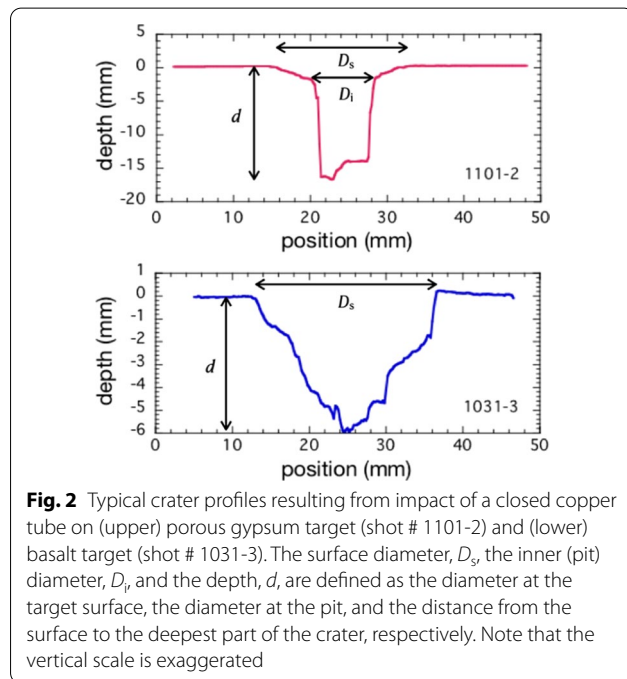 5
0
-5
-10
-15
-20
depth (mm)
Ds
Di
d
1101-2
0 10 20 30 40 50
position (mm)
1
0
-1
-2
-3
-4
-5
-6
depth (mm)
Ds
d
1031-3
0 10 20 30 40 50
position (mm)
Fig. 2 Typical crater profiles resulting from impact of a closed copper
tube on (upper) porous gypsum target (shot # 1101-2) and (lower)
basalt target (shot # 1031-3). The surface diameter, Ds, the inner (pit)
diameter, Di, and the depth, d, are defined as the diameter at the
target surface, the diameter at the pit, and the distance from the
surface to the deepest part of the crater, respectively. Note that the
vertical scale is exaggerated